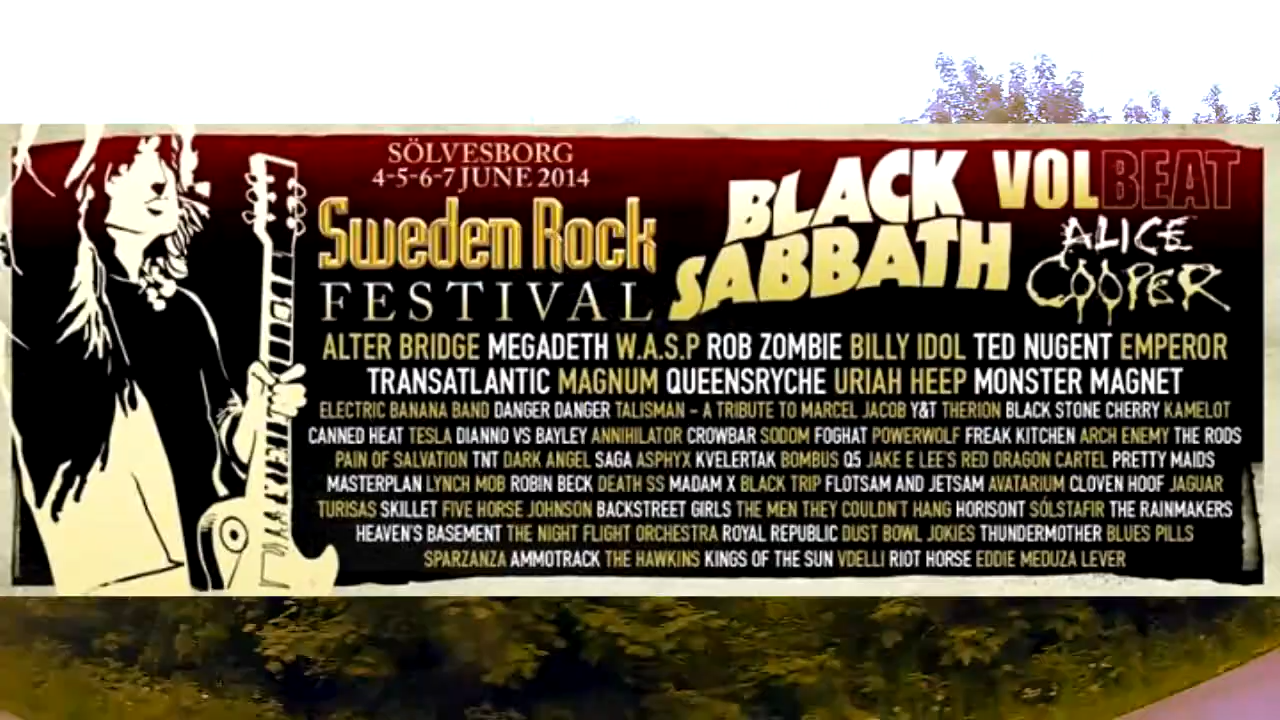 SÖLVESBORG
4-5-6-7 JUNE 2014
Sweden Rock
FESTIVAL
BLACK
SABBATH
VOLBEAT
ALICE
COOPER
ALTER BRIDGE MEGADETH W.A.S.P ROB ZOMBIE BILLY IDOL TED NUGENT EMPEROR
TRANSATLANTIC MAGNUM QUEENSRYCHE URIAH HEEP MONSTER MAGNET
ELECTRIC BANANA BAND DANGER DANGER TALISMAN - A TRIBUTE TO MARCEL JACOB Y&T THERION BLACK STONE CHERRY KAMELOT
CANNED HEAT TESLA DIANNO VS BAYLEY ANNIHILATOR CROWBAR SODOM FOGHAT POWERWOLF FREAK KITCHEN ARCH ENEMY THE RODS
PAIN OF SALVATION TNT DARK ANGEL SAGA ASPHYX KVELERTAK BOMBUS Q5 JAKE E LEE'S RED DRAGON CARTEL PRETTY MAIDS
MASTERPLAN LYNCH MOB ROBIN BECK DEATH SS MADAM X BLACK TRIP FLOTSAM AND JETSAM AVATARIUM CLOVEN HOOF JAGUAR
TURISAS SKILLET FIVE HORSE JOHNSON BACKSTREET GIRLS THE MEN THEY COULDN'T HANG HORISONT SÓLSTAFIR THE RAINMAKERS
HEAVEN'S BASEMENT THE NIGHT FLIGHT ORCHESTRA ROYAL REPUBLIC DUST BOWL JOKIES THUNDERMOTHER BLUES PILLS
SPARZANZA AMMOTRACK THE HAWKINS KINGS OF THE SUN VDELLI RIOT HORSE EDDIE MEDUZA LEVER